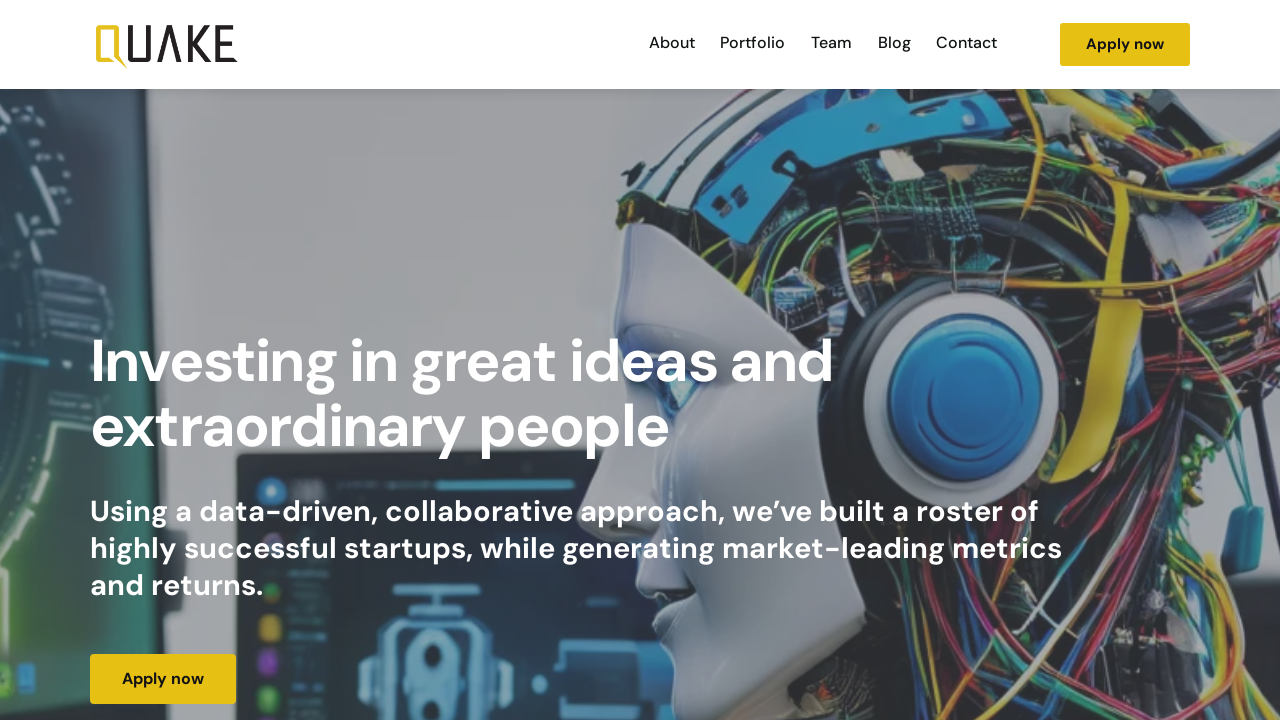 QUAKE
About Portfolio Team Blog Contact Apply now
Investing in great ideas and
extraordinary people
Using a data-driven, collaborative approach, we’ve built a roster of
highly successful startups, while generating market-leading metrics
and returns.
Apply now